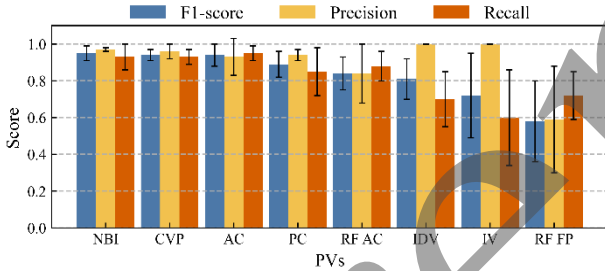 F1-score Precision Recall
1.0
0.8
0.6
0.4
0.2
0.0
Score
NBI CVP AC PC RF AC IDV IV RF FP
PVs